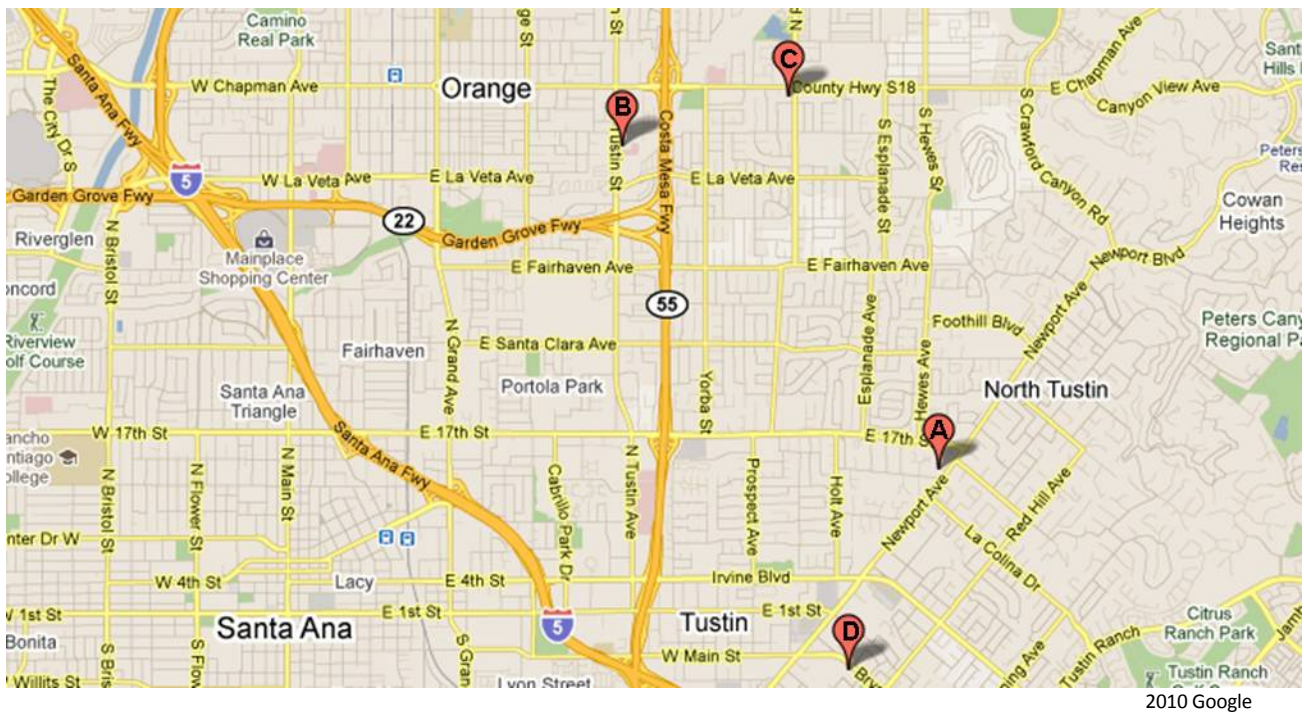 Camino
Real Park
Santa Ana Fwy
The City Dr S
W Chapman Ave
Orange
B
C
County Hwy S18
E Chapman Ave
Canyon View Ave
Hills
Tustin St
Costa Mesa Fwy
S Esplanade St
S Hewes St
S Crawford Canyon Rd
Peters
Cowan
Heights
5
W La Veta Ave
E La Veta Ave
E La Veta Ave
Garden Grove Fwy
22
Garden Grove Fwy
Riverglen
N Bristol St
Mainplace
Shopping Center
E Fairhaven Ave
E Fairhaven Ave
Newport Blvd
Newport Ave
55
Riverview
Fairhaven
N Grand Ave
E Santa Clara Ave
Esplanade Ave
Hewes Ave
Foothill Blvd
Regional
Santa Ana
Triangle
Portola Park
Yorba St
North Tustin
W 17th St
E 17th St
E 17th St
A
Santa Ana Fwy
N Bristol St
N Flower St
N Main St
Cabrillo Park Dr
N Tustin Ave
Prospect Ave
Holt Ave
Newport Ave
Red Hill Ave
La Colina Dr
W 4th St
Lacy
E 4th St
Irvine Blvd
1st St
E 1st St
E 1st St
Santa Ana
5
Tustin
D
W Main St
Citrus
Ranch Park
Tustin Ranch
Tustin Ranch
Bonita
Lyon Street
2010 Google